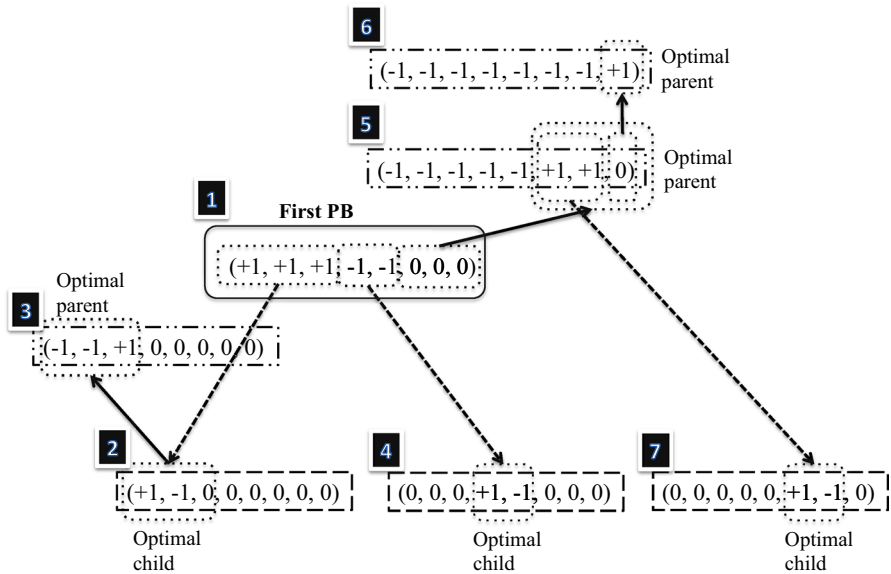 6
(-1, -1, -1, -1, -1, -1, -1, +1)
Optimal
parent
5
(-1, -1, -1, -1, -1, +1, +1, 0)
Optimal
parent
1
First PB
(+1, +1, +1, -1, -1, 0, 0, 0)
Optimal
parent
3
(-1, -1, +1, 0, 0, 0, 0, 0)
2
(+1, -1, 0, 0, 0, 0, 0, 0)
Optimal
child
4
(0, 0, 0, +1, -1, 0, 0, 0)
Optimal
child
7
(0, 0, 0, 0, 0, +1, -1, 0)
Optimal
child